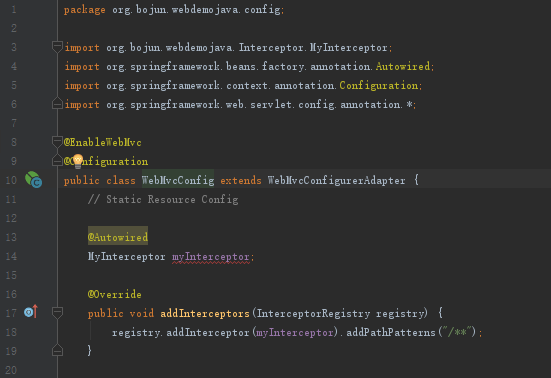 1 package org.bojun.webdemojava.config;
2
3 import org.bojun.webdemojava.Interceptor.MyInterceptor;
4 import org.springframework.beans.factory.annotation.Autowired;
5 import org.springframework.context.annotation.Configuration;
6 import org.springframework.web.servlet.config.annotation.*;
7
8 @EnableWebMvc
9 @Configuration
10 public class WebMvcConfig extends WebMvcConfigurerAdapter {
11 // Static Resource Config
12
13 @Autowired
14 MyInterceptor myInterceptor;
15
16 @Override
17 public void addInterceptors(InterceptorRegistry registry) {
18 registry.addInterceptor(myInterceptor).addPathPatterns("/**");
19 }
20